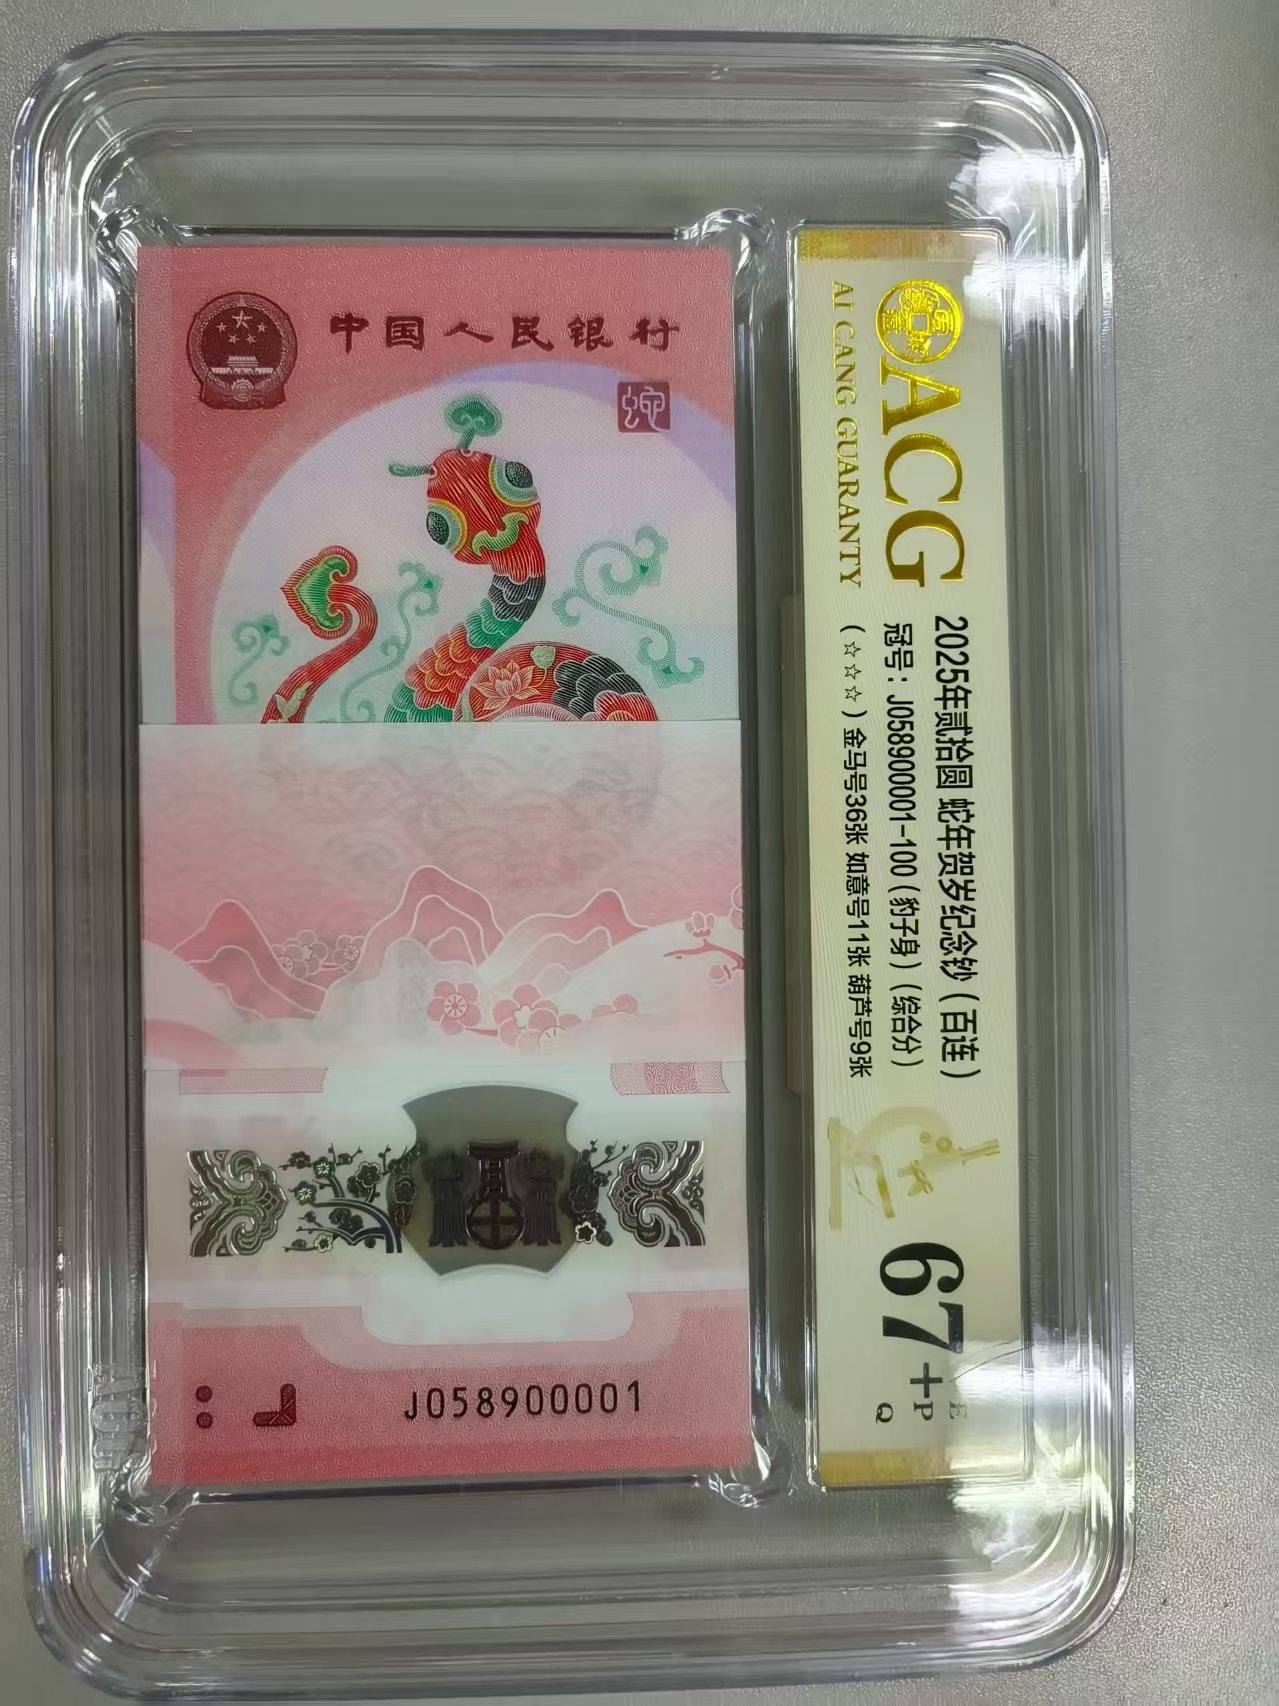 中国人民银行
蛇
J058900001
ACG
AI CANG GUARANTY
2025年贰拾圆 蛇年贺岁纪念钞（百连）
冠号：J058900001-100（豹子身）（综合分）
（☆☆☆）金马号36张 如意号11张 葫芦号9张
67+
E
P
Q